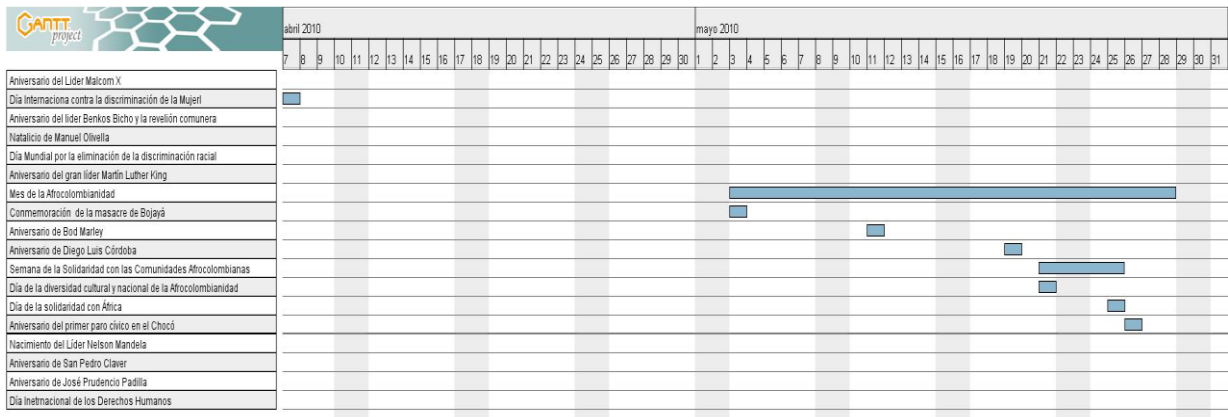 GANTT
project
abril 2010
mayo 2010
7 8 9 10 11 12 13 14 15 16 17 18 19 20 21 22 23 24 25 26 27 28 29 30 1 2 3 4 5 6 7 8 9 10 11 12 13 14 15 16 17 18 19 20 21 22 23 24 25 26 27 28 29 30 31
Aniversario del Lider Malcom X
Día Internaciona contra la discriminación de la Mujerl
Aniversario del lider Benkos Bicho y la revelión comunera
Natalicio de Manuel Olivella
Día Mundial por la eliminación de la discriminación racial
Aniversario del gran líder Martín Luther King
Mes de la Afrocolombianidad
Conmemoración de la masacre de Bojayá
Aniversario de Bod Marley
Aniversario de Diego Luis Córdoba
Semana de la Solidaridad con las Comunidades Afrocolombianas
Día de la diversidad cultural y nacional de la Afrocolombianidad
Día de la solidaridad con África
Aniversario del primer paro cívico en el Chocó
Nacimiento del Líder Nelson Mandela
Aniversario de San Pedro Claver
Aniversario de José Prudencio Padilla
Día Inetrnacional de los Derechos Humanos